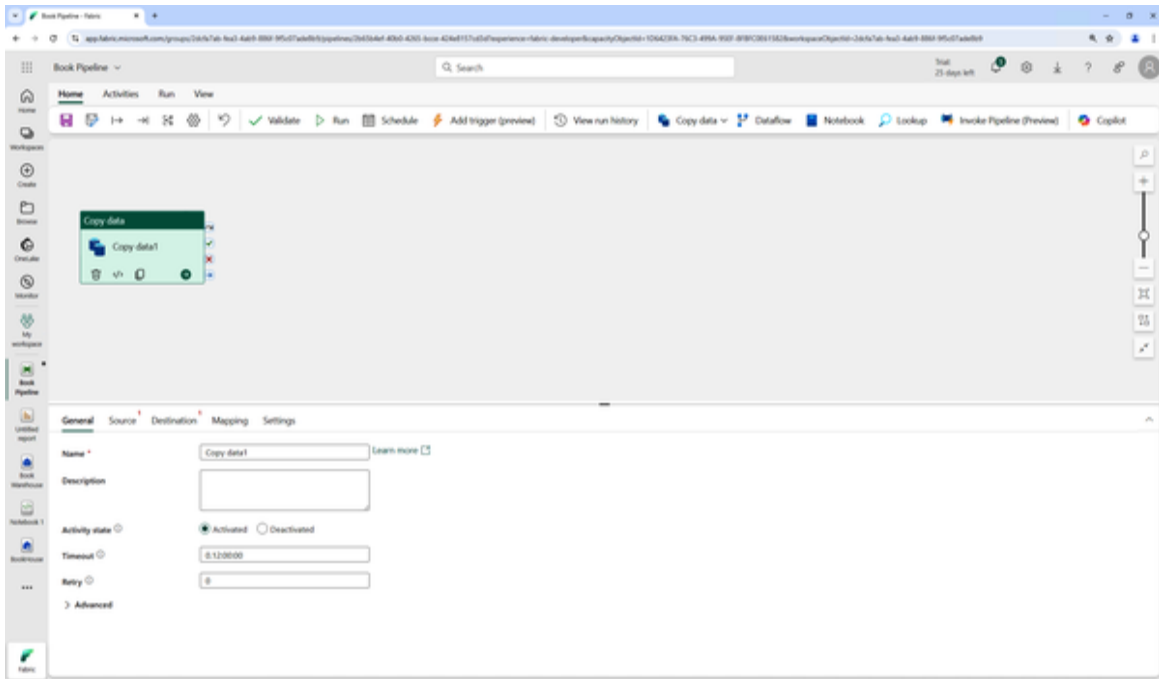 Book Pipeline - Fabric
Book Pipeline
Search
Trial:
25 days left
Home Activities Run View
Validate Run Schedule Add trigger (preview) View run history Copy data Dataflow Notebook Lookup Invoke Pipeline (Preview) Copilot
Home
Workspaces
Create
Browse
OneLake
Monitor
My
workspace
Book
Pipeline
Untitled
report
Book
Warehouse
Notebook 1
BookHouse
Fabric
Copy data
Copy data1
General Source 1 Destination 1 Mapping Settings
Name *
Copy data1
Learn more
Description
Activity state
Activated Deactivated
Timeout
0.12:00:00
Retry
0
Advanced